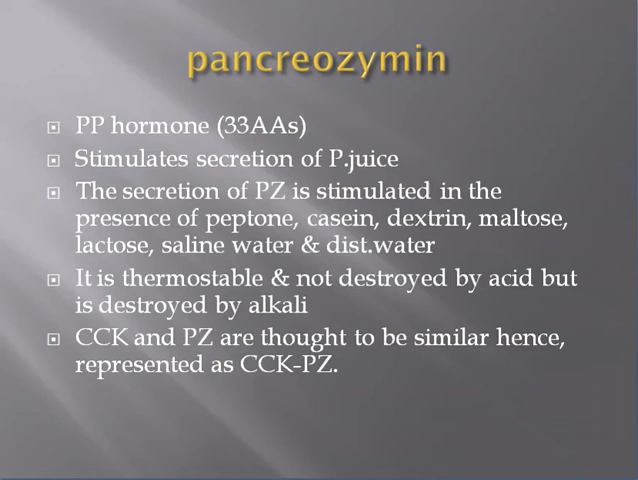 pancreozymin
PP hormone (33AAs)
Stimulates secretion of P.juice
The secretion of PZ is stimulated in the
presence of peptone, casein, dextrin, maltose,
lactose, saline water & dist.water
It is thermostable & not destroyed by acid but
is destroyed by alkali
CCK and PZ are thought to be similar hence,
represented as CCK-PZ.